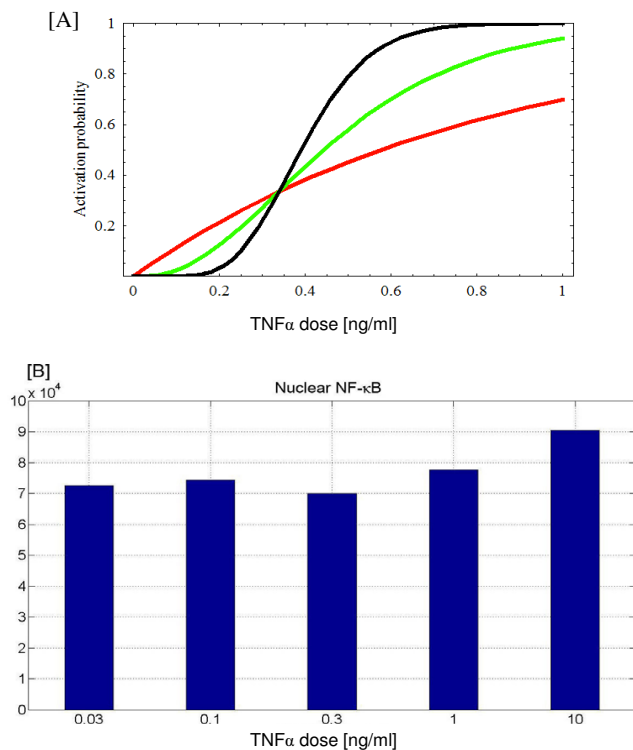 [A]
Activation probability
1
0.8
0.6
0.4
0.2
0 0.2 0.4 0.6 0.8 1
TNFα dose [ng/ml]
[B]
x 10⁴
Nuclear NF-κB
10
9
8
7
6
5
4
3
2
1
0
0.03 0.1 0.3 1 10
TNFα dose [ng/ml]